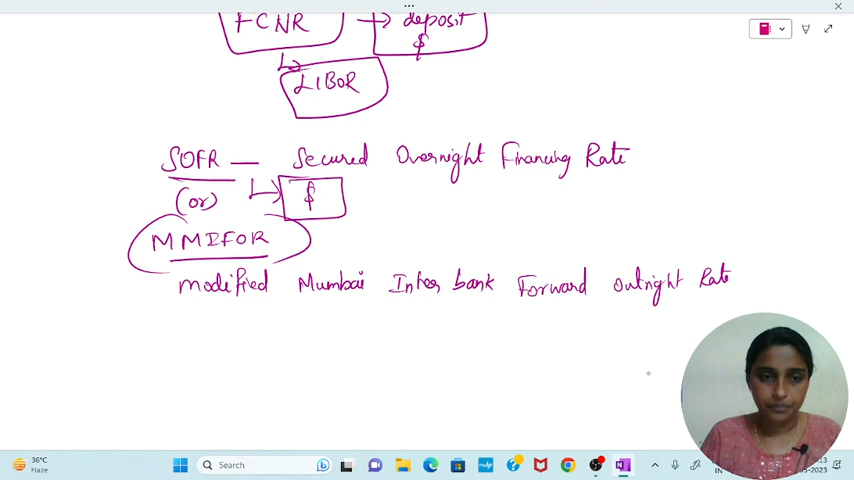 FCNR → deposit
$
LIBOR
SOFR — Secured Overnight Financing Rate
(or) $
MMIFOR
modified Mumbai Inter bank Forward Outright Rate
36°C
Haze
Search
IN